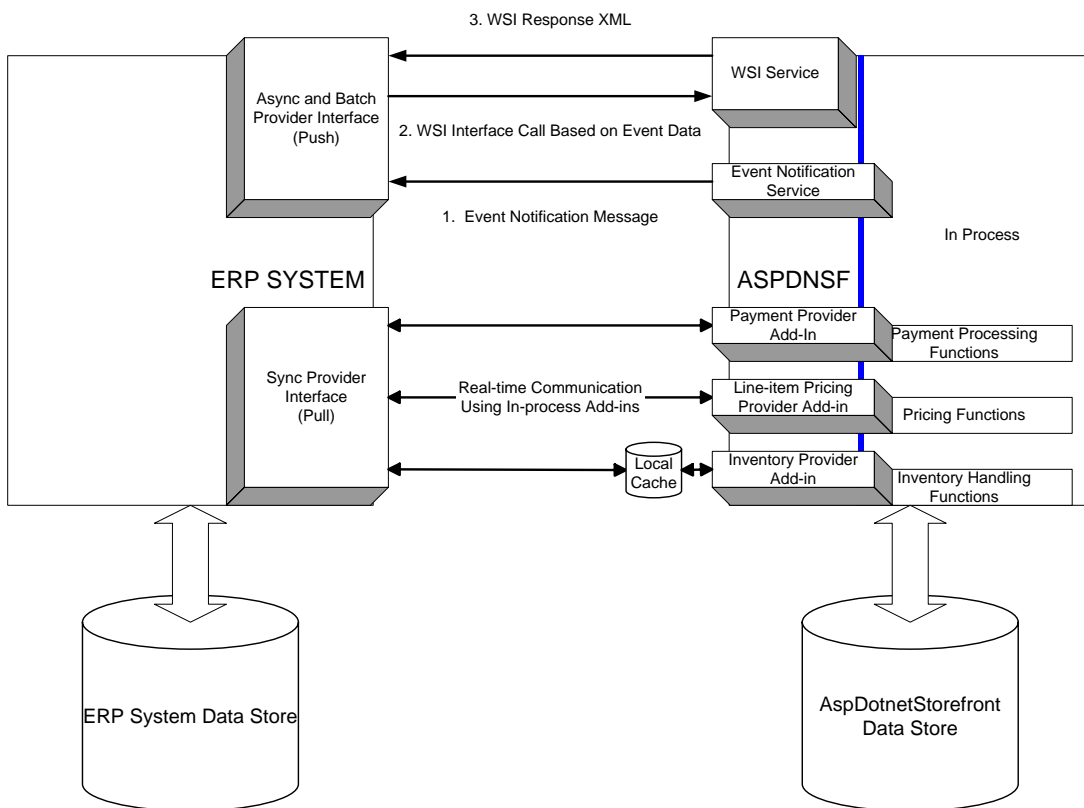 3. WSI Response XML
WSI Service
Async and Batch
Provider Interface
(Push)
2. WSI Interface Call Based on Event Data
Event Notification
Service
1. Event Notification Message
In Process
ERP SYSTEM
ASPDNSF
Payment Provider
Add-In
Payment Processing
Functions
Sync Provider
Interface
(Pull)
Real-time Communication
Using In-process Add-ins
Line-item Pricing
Provider Add-in
Pricing Functions
Local
Cache
Inventory Provider
Add-in
Inventory Handling
Functions
ERP System Data Store
AspDotnetStorefront
Data Store